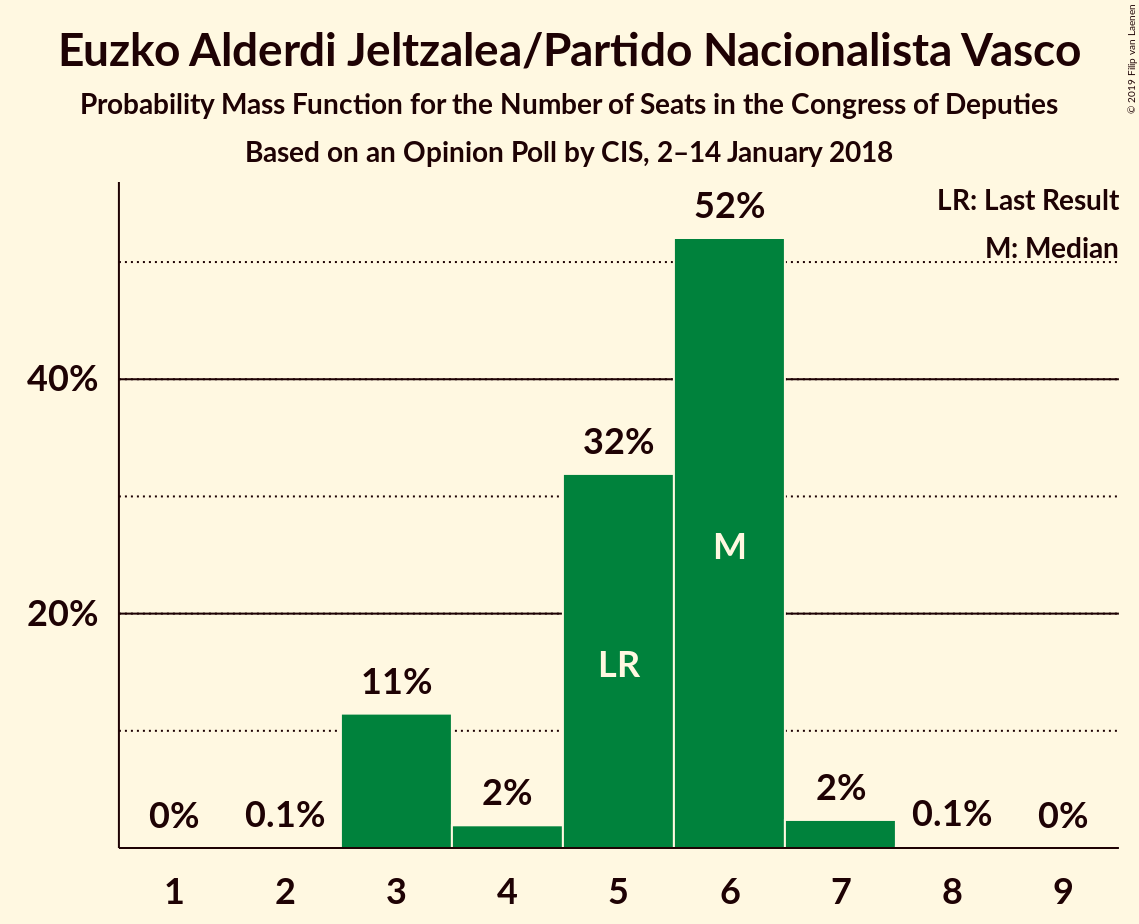 Euzko Alderdi Jeltzalea/Partido Nacionalista Vasco
Probability Mass Function for the Number of Seats in the Congress of Deputies
Based on an Opinion Poll by CIS, 2–14 January 2018
© 2019 Filip van Laenen
LR: Last Result
M: Median
40%
20%
0%
0.1%
11%
2%
32%
52%
2%
0.1%
0%
LR
M
1 2 3 4 5 6 7 8 9